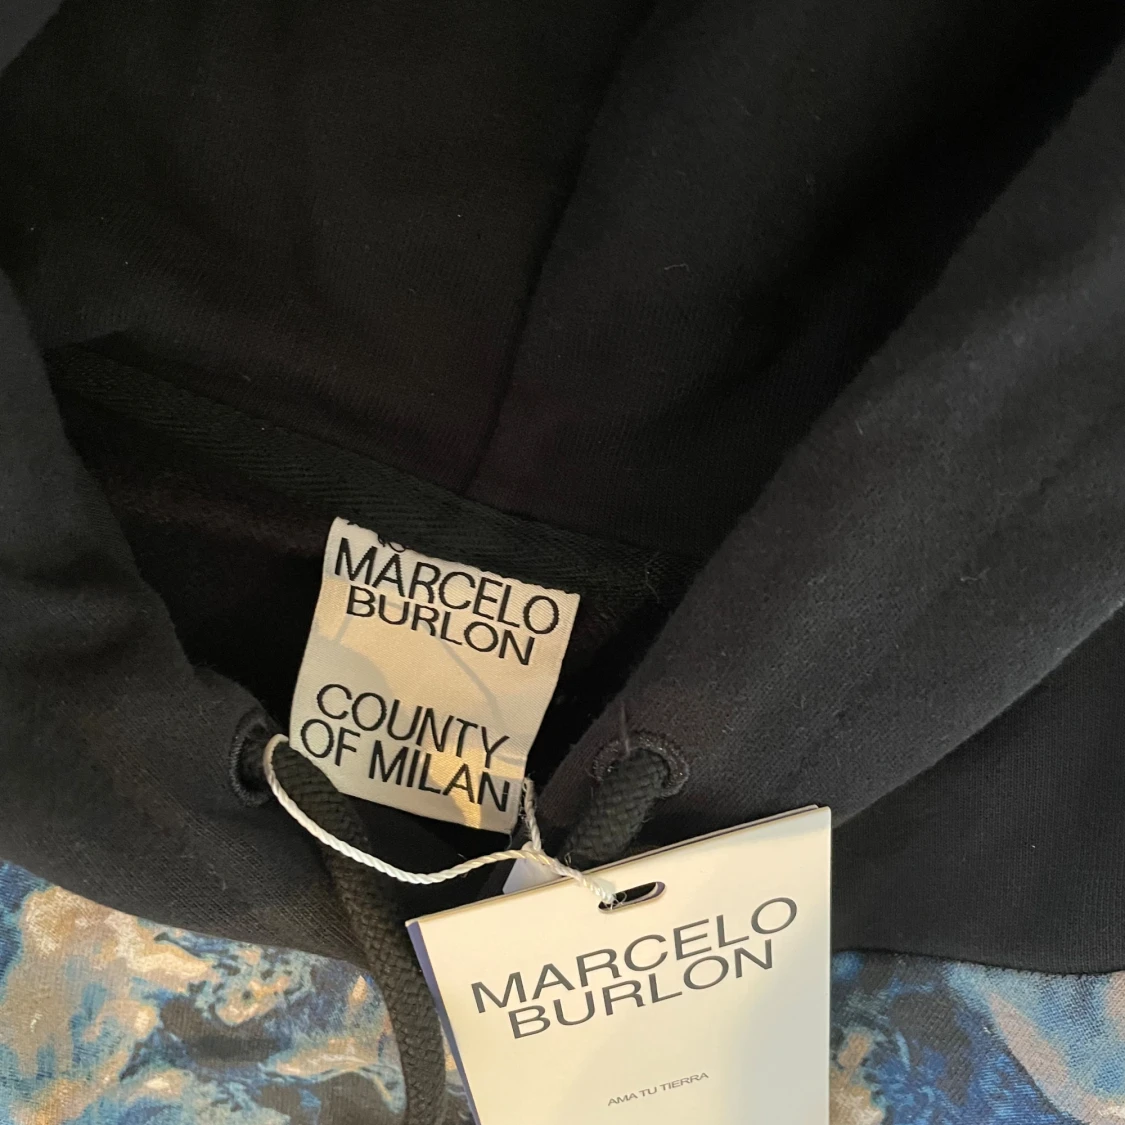 MARCELO
BURLON
COUNTY
OF MILAN
MARCELO
BURLON
AMA TU TIERRA